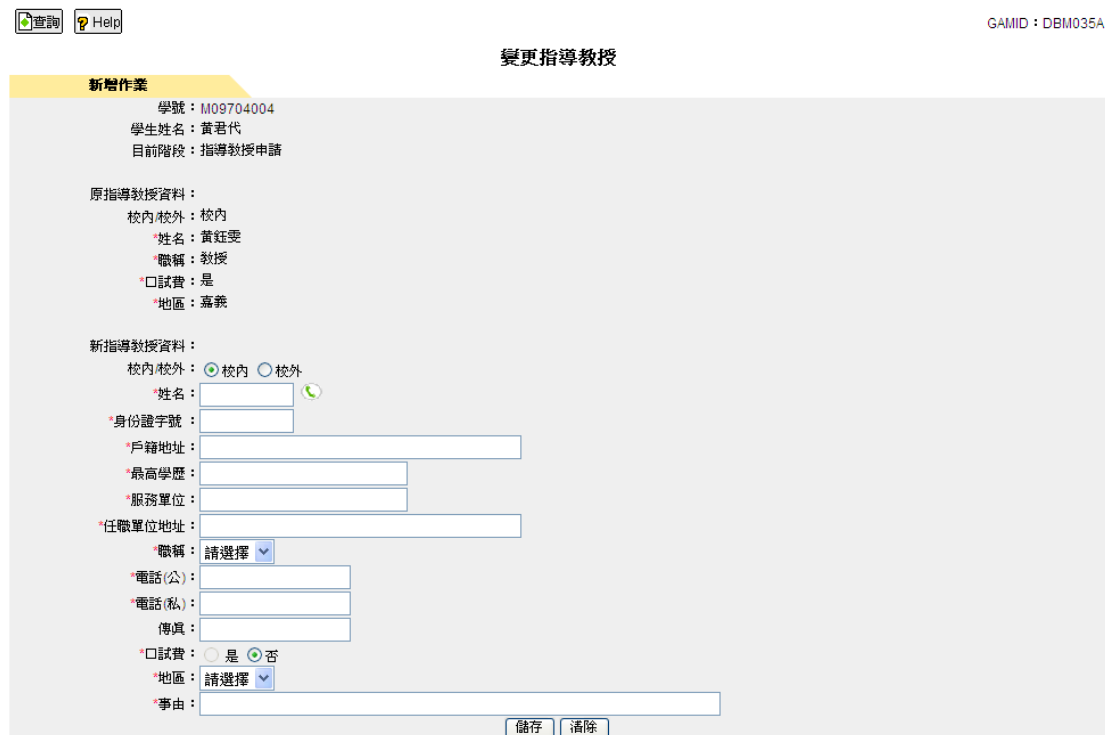 查詢 Help GAMID：DBM035A
變更指導教授
新增作業
學號：M09704004
學生姓名：黃君代
目前階段：指導教授申請
原指導教授資料：
校內/校外：校內
*姓名：黃鈺雯
*職稱：教授
*口試費：是
*地區：嘉義
新指導教授資料：
校內/校外：校內 校外
*姓名：
*身份證字號：
*戶籍地址：
*最高學歷：
*服務單位：
*任職單位地址：
*職稱：請選擇
*電話(公)：
*電話(私)：
傳真：
*口試費：是 否
*地區：請選擇
*事由：
儲存 清除